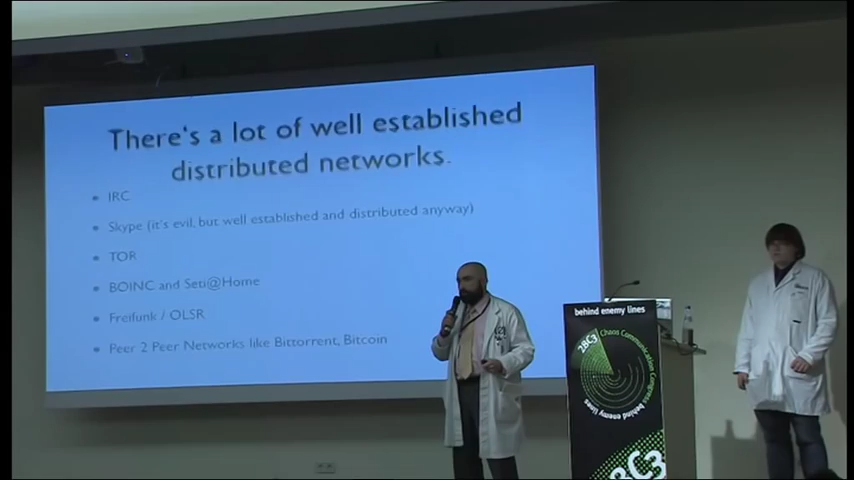 There's a lot of well established
distributed networks.
IRC
Skype (it's evil, but well established and distributed anyway)
TOR
BOINC and Seti@Home
Freifunk / OLSR
Peer 2 Peer Networks like Bittorrent, Bitcoin
behind enemy lines
28C3
Chaos Communication Congress
behind enemy lines
28C3